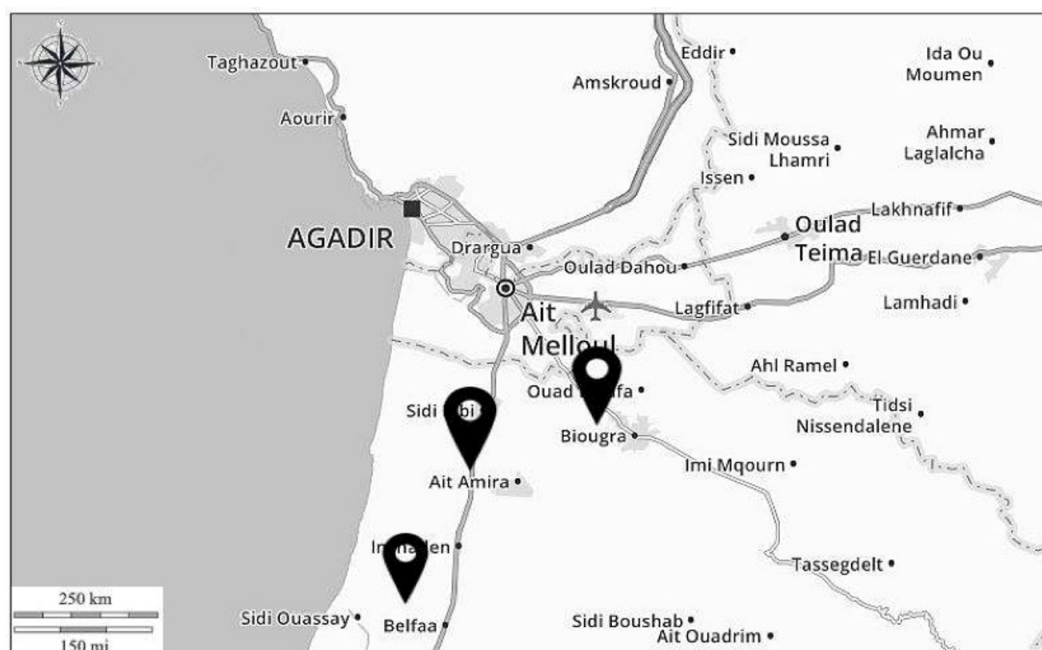 Taghazout
Eddir
Ida Ou
Moumen
Amskroud
Aourir
Sidi Moussa
Lhamri
Ahmar
Laglalcha
Issen
Lakhnafif
AGADIR
Drargua
Oulad
Teima
El Guerdane
Oulad Dahou
Ait
Melloul
Lagfifat
Lamhadi
Ahl Ramel
Ouad
Sidi
Tidsi
Nissendalene
Biougra
Imi Mqourn
Ait Amira
Tassegdelt
250 km
150 mi
Sidi Ouassay
Belfaa
Sidi Boushab
Ait Ouadrim